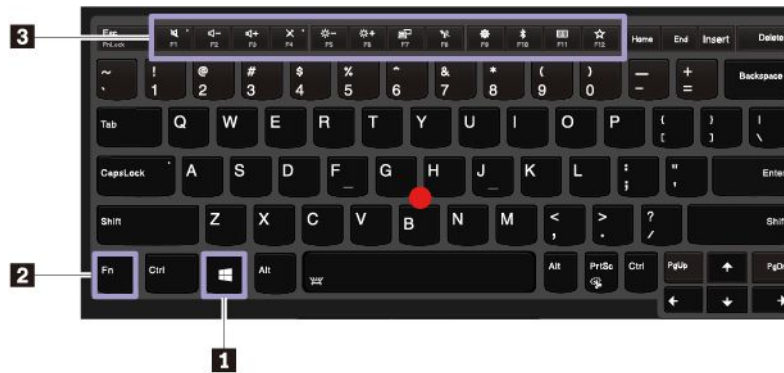 3
Esc
FnLock
F1 F2 F3 F4 F5 F6 F7 F8 F9 F10 F11 F12
Home End Insert Delete
~ ! @ # $ % ^ & * ( ) — +
` 1 2 3 4 5 6 7 8 9 0 - = Backspace
Tab Q W E R T Y U I O P { } |
[ ] \
CapsLock A S D F G H J K L : " Enter
; '
Shift Z X C V B N M < > ? Shift
, . /
2
Fn Ctrl Alt Alt PrtSc Ctrl PgUp PgDn
1